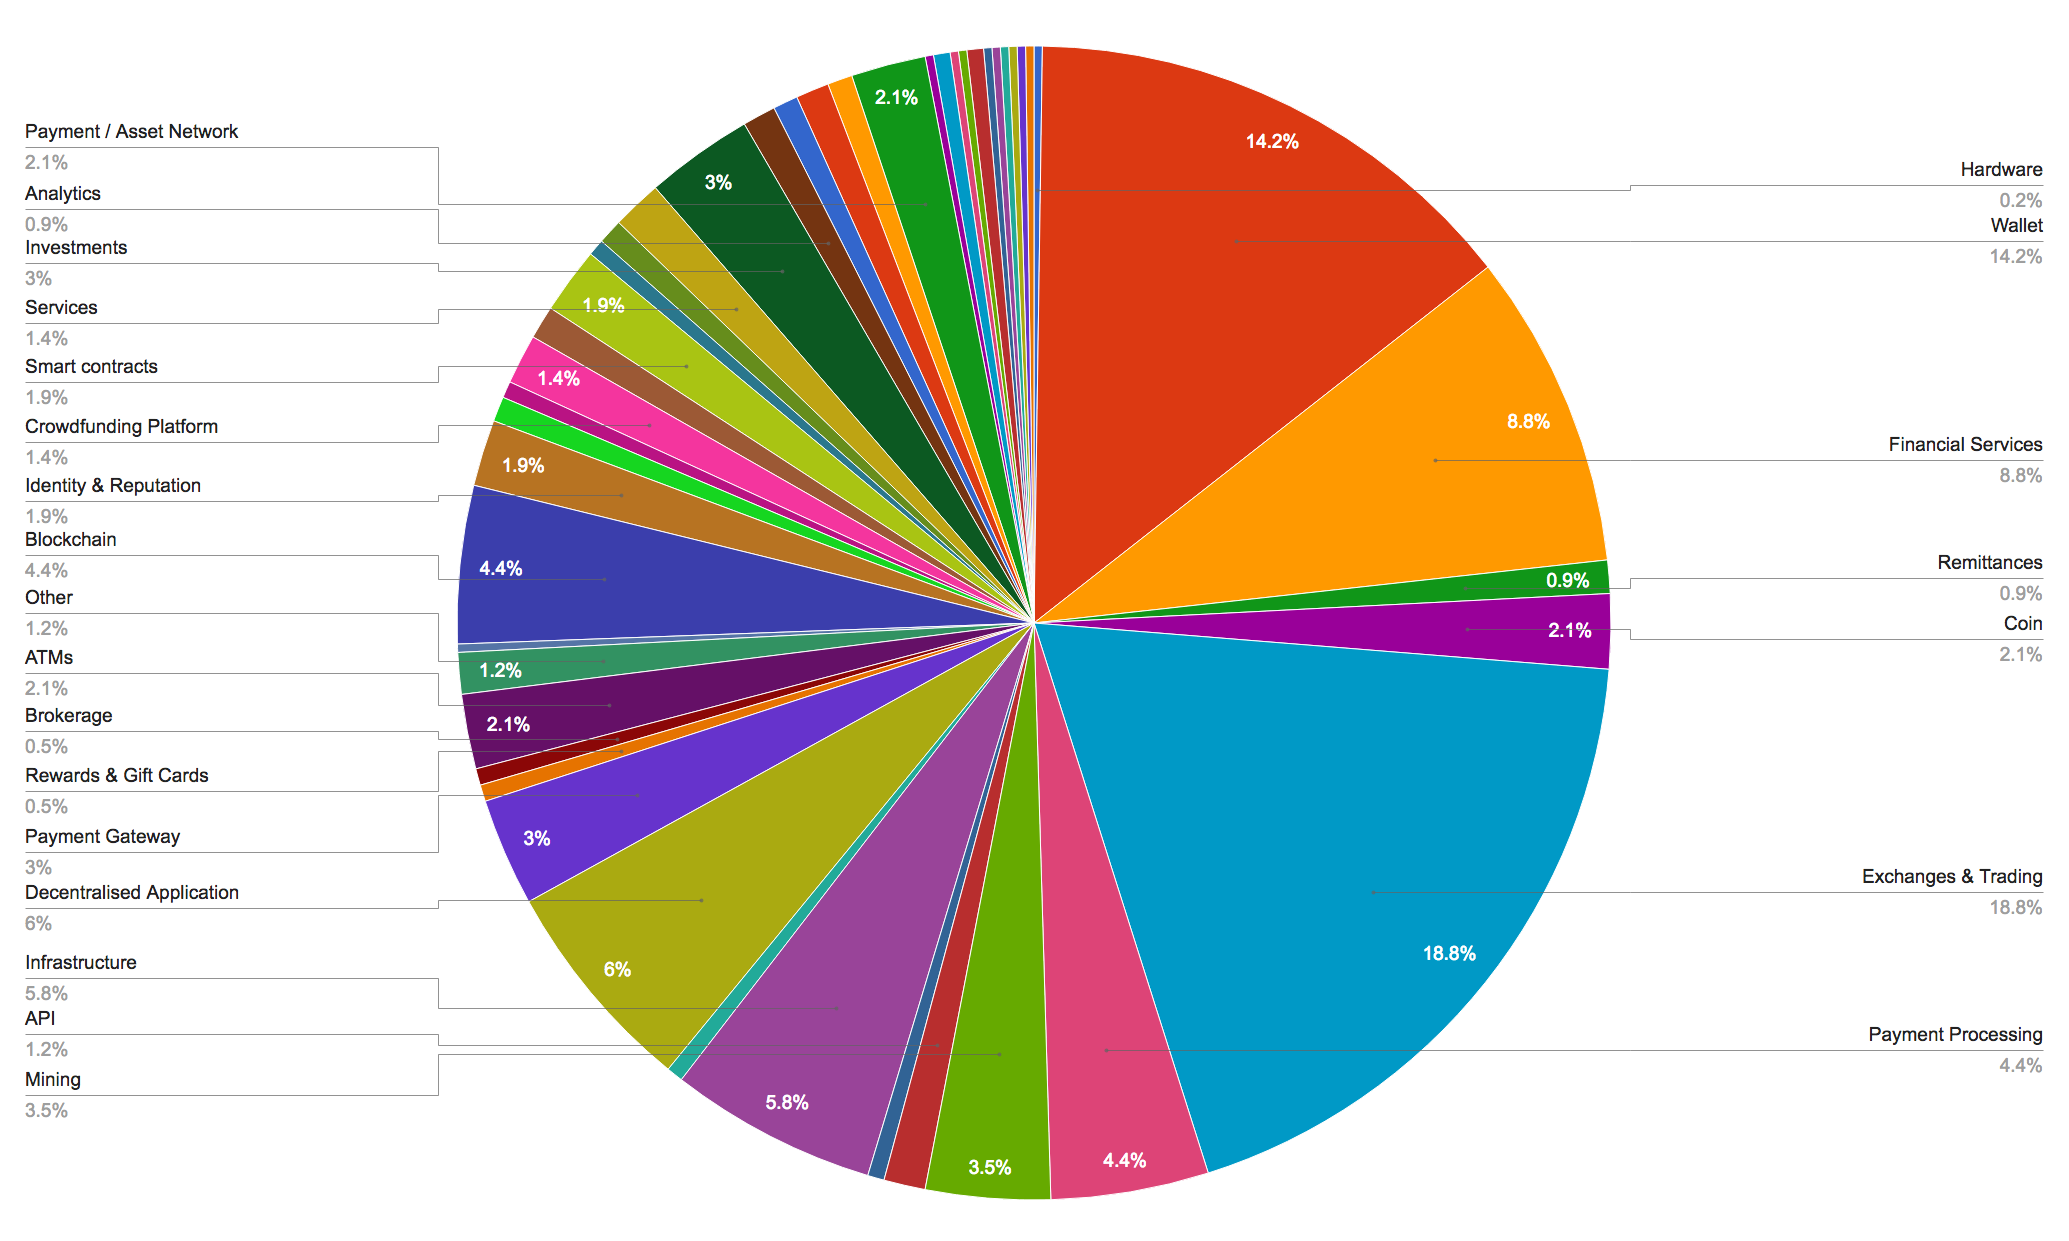 Payment / Asset Network
2.1%
Analytics
0.9%
Investments
3%
Services
1.4%
Smart contracts
1.9%
Crowdfunding Platform
1.4%
Identity & Reputation
1.9%
Blockchain
4.4%
Other
1.2%
ATMs
2.1%
Brokerage
0.5%
Rewards & Gift Cards
0.5%
Payment Gateway
3%
Decentralised Application
6%
Infrastructure
5.8%
API
1.2%
Mining
3.5%
2.1%
3%
1.9%
1.4%
1.9%
4.4%
1.2%
2.1%
3%
6%
5.8%
3.5%
4.4%
18.8%
2.1%
0.9%
8.8%
14.2%
Hardware
0.2%
Wallet
14.2%
Financial Services
8.8%
Remittances
0.9%
Coin
2.1%
Exchanges & Trading
18.8%
Payment Processing
4.4%